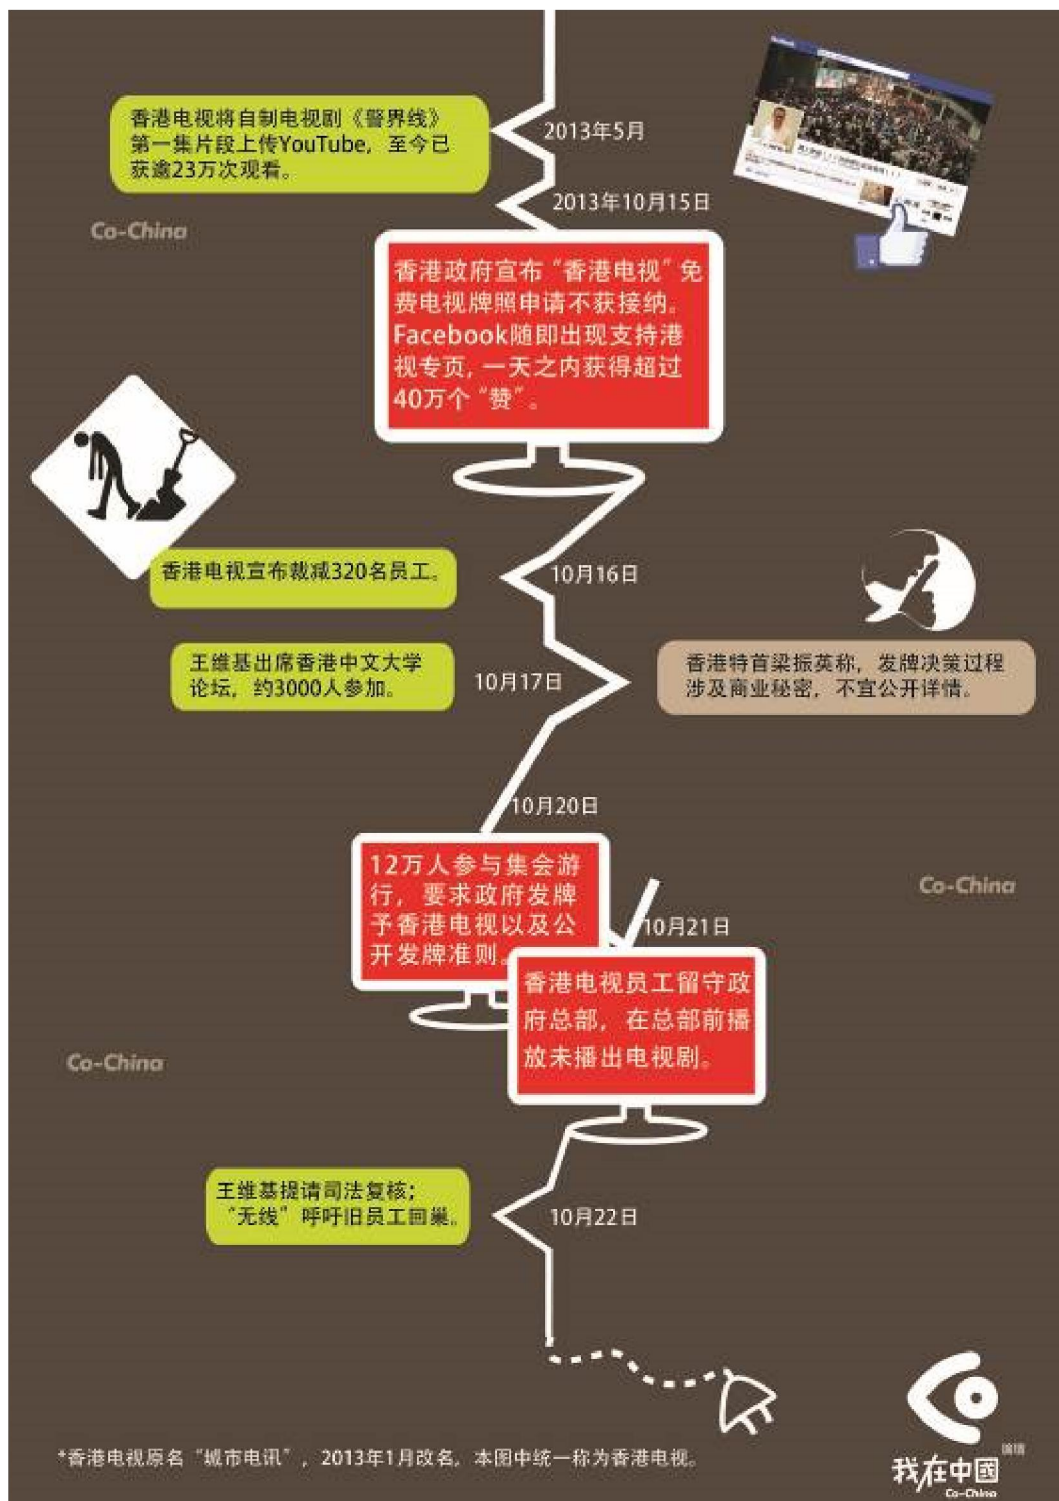 香港电视将自制电视剧《警界线》
第一集片段上传YouTube，至今已
获逾23万次观看。
2013年5月
2013年10月15日
Co-China
香港政府宣布“香港电视”免
费电视牌照申请不获接纳。
Facebook随即出现支持港
视专页，一天之内获得超过
40万个“赞”。
香港电视宣布裁减320名员工。
10月16日
王维基出席香港中文大学
论坛，约3000人参加。
10月17日
香港特首梁振英称，发牌决策过程
涉及商业秘密，不宜公开详情。
10月20日
12万人参与集会游
行，要求政府发牌
予香港电视以及公
开发牌准则。
Co-China
10月21日
香港电视员工留守政
府总部，在总部前播
放未播出电视剧。
Co-China
王维基提请司法复核；
“无线”呼吁旧员工回巢。
10月22日
*香港电视原名“城市电讯”，2013年1月改名，本图中统一称为香港电视。
我在中國
Co-China